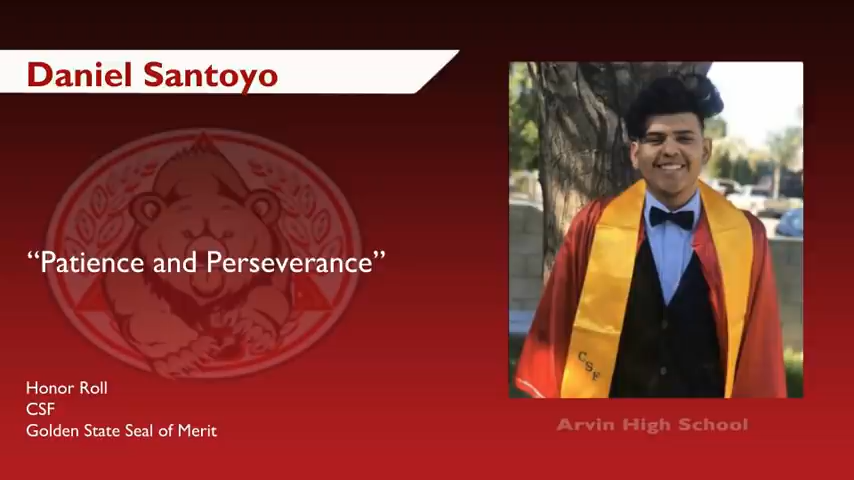 Daniel Santoyo
“Patience and Perseverance”
Honor Roll
CSF
Golden State Seal of Merit
CSF
Arvin High School